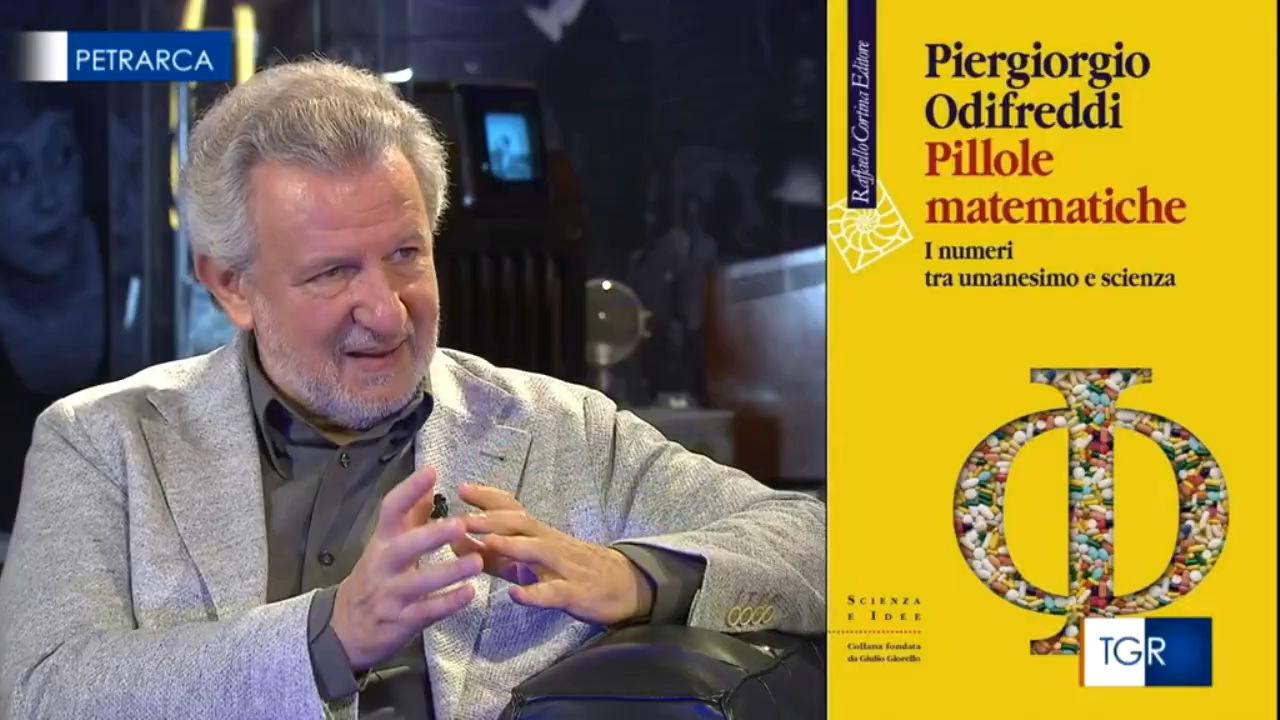 PETRARCA
Raffaello Cortina Editore
Piergiorgio
Odifreddi
Pillole
matematiche
I numeri
tra umanesimo e scienza
SCIENZA
E IDEE
Collana fondata
da Giulio Giorello
TGR